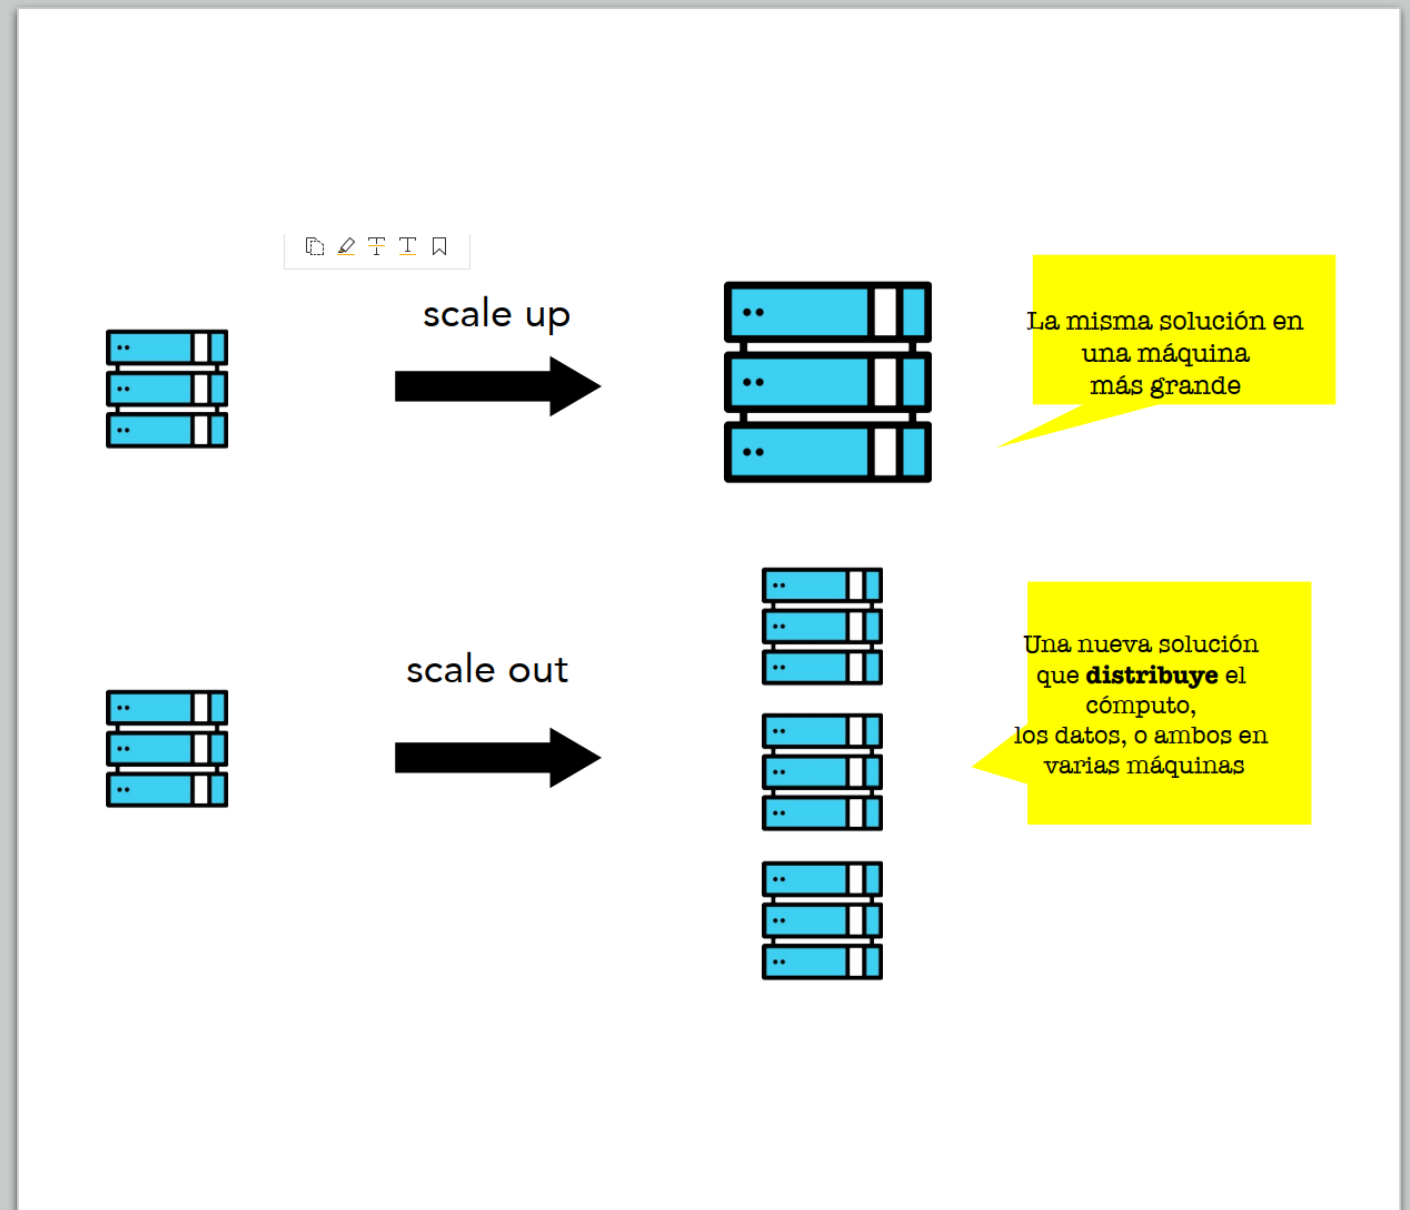 scale up
La misma solución en
una máquina
más grande
scale out
Una nueva solución
que distribuye el
cómputo,
los datos, o ambos en
varias máquinas